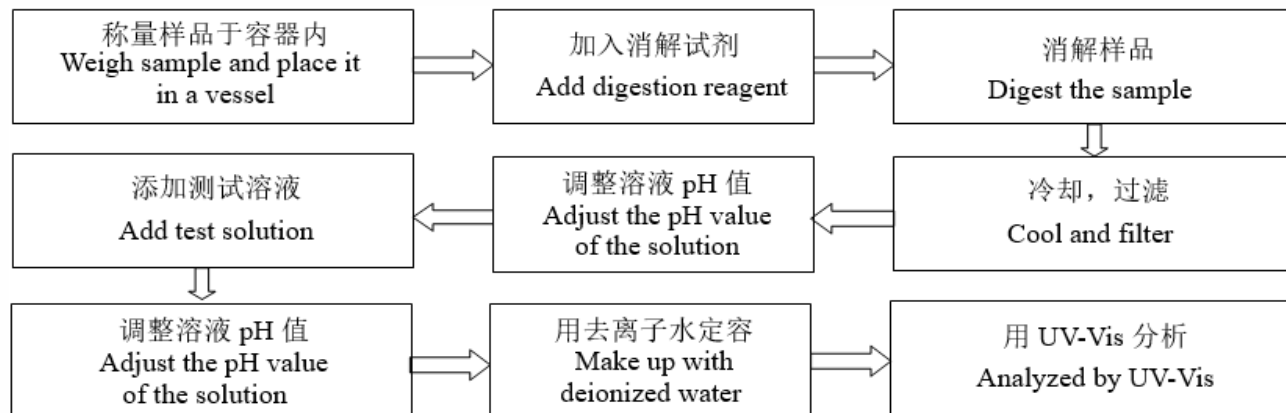 称量样品于容器内
Weigh sample and place it
in a vessel
加入消解试剂
Add digestion reagent
消解样品
Digest the sample
冷却，过滤
Cool and filter
调整溶液 pH 值
Adjust the pH value
of the solution
添加测试溶液
Add test solution
调整溶液 pH 值
Adjust the pH value
of the solution
用去离子水定容
Make up with
deionized water
用 UV-Vis 分析
Analyzed by UV-Vis